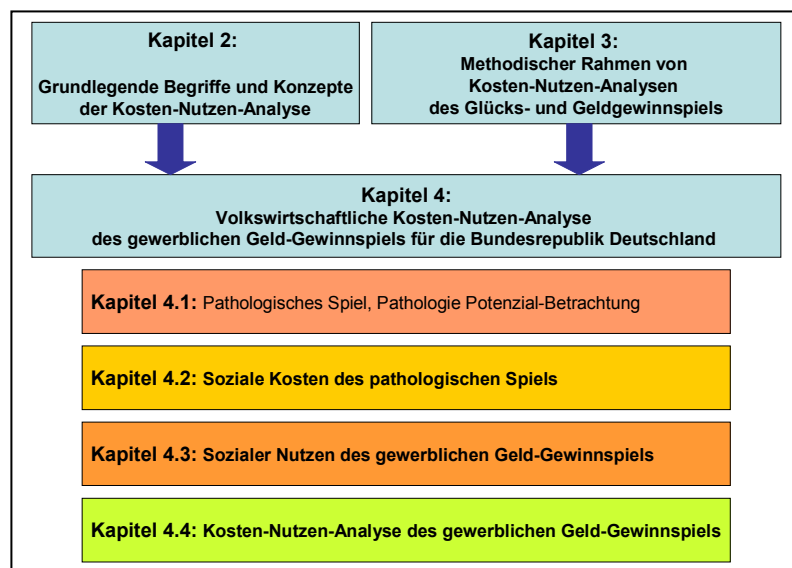 Kapitel 2:
Grundlegende Begriffe und Konzepte
der Kosten-Nutzen-Analyse
Kapitel 3:
Methodischer Rahmen von
Kosten-Nutzen-Analysen
des Glücks- und Geldgewinnspiels
Kapitel 4:
Volkswirtschaftliche Kosten-Nutzen-Analyse
des gewerblichen Geld-Gewinnspiels für die Bundesrepublik Deutschland
Kapitel 4.1: Pathologisches Spiel, Pathologie Potenzial-Betrachtung
Kapitel 4.2: Soziale Kosten des pathologischen Spiels
Kapitel 4.3: Sozialer Nutzen des gewerblichen Geld-Gewinnspiels
Kapitel 4.4: Kosten-Nutzen-Analyse des gewerblichen Geld-Gewinnspiels